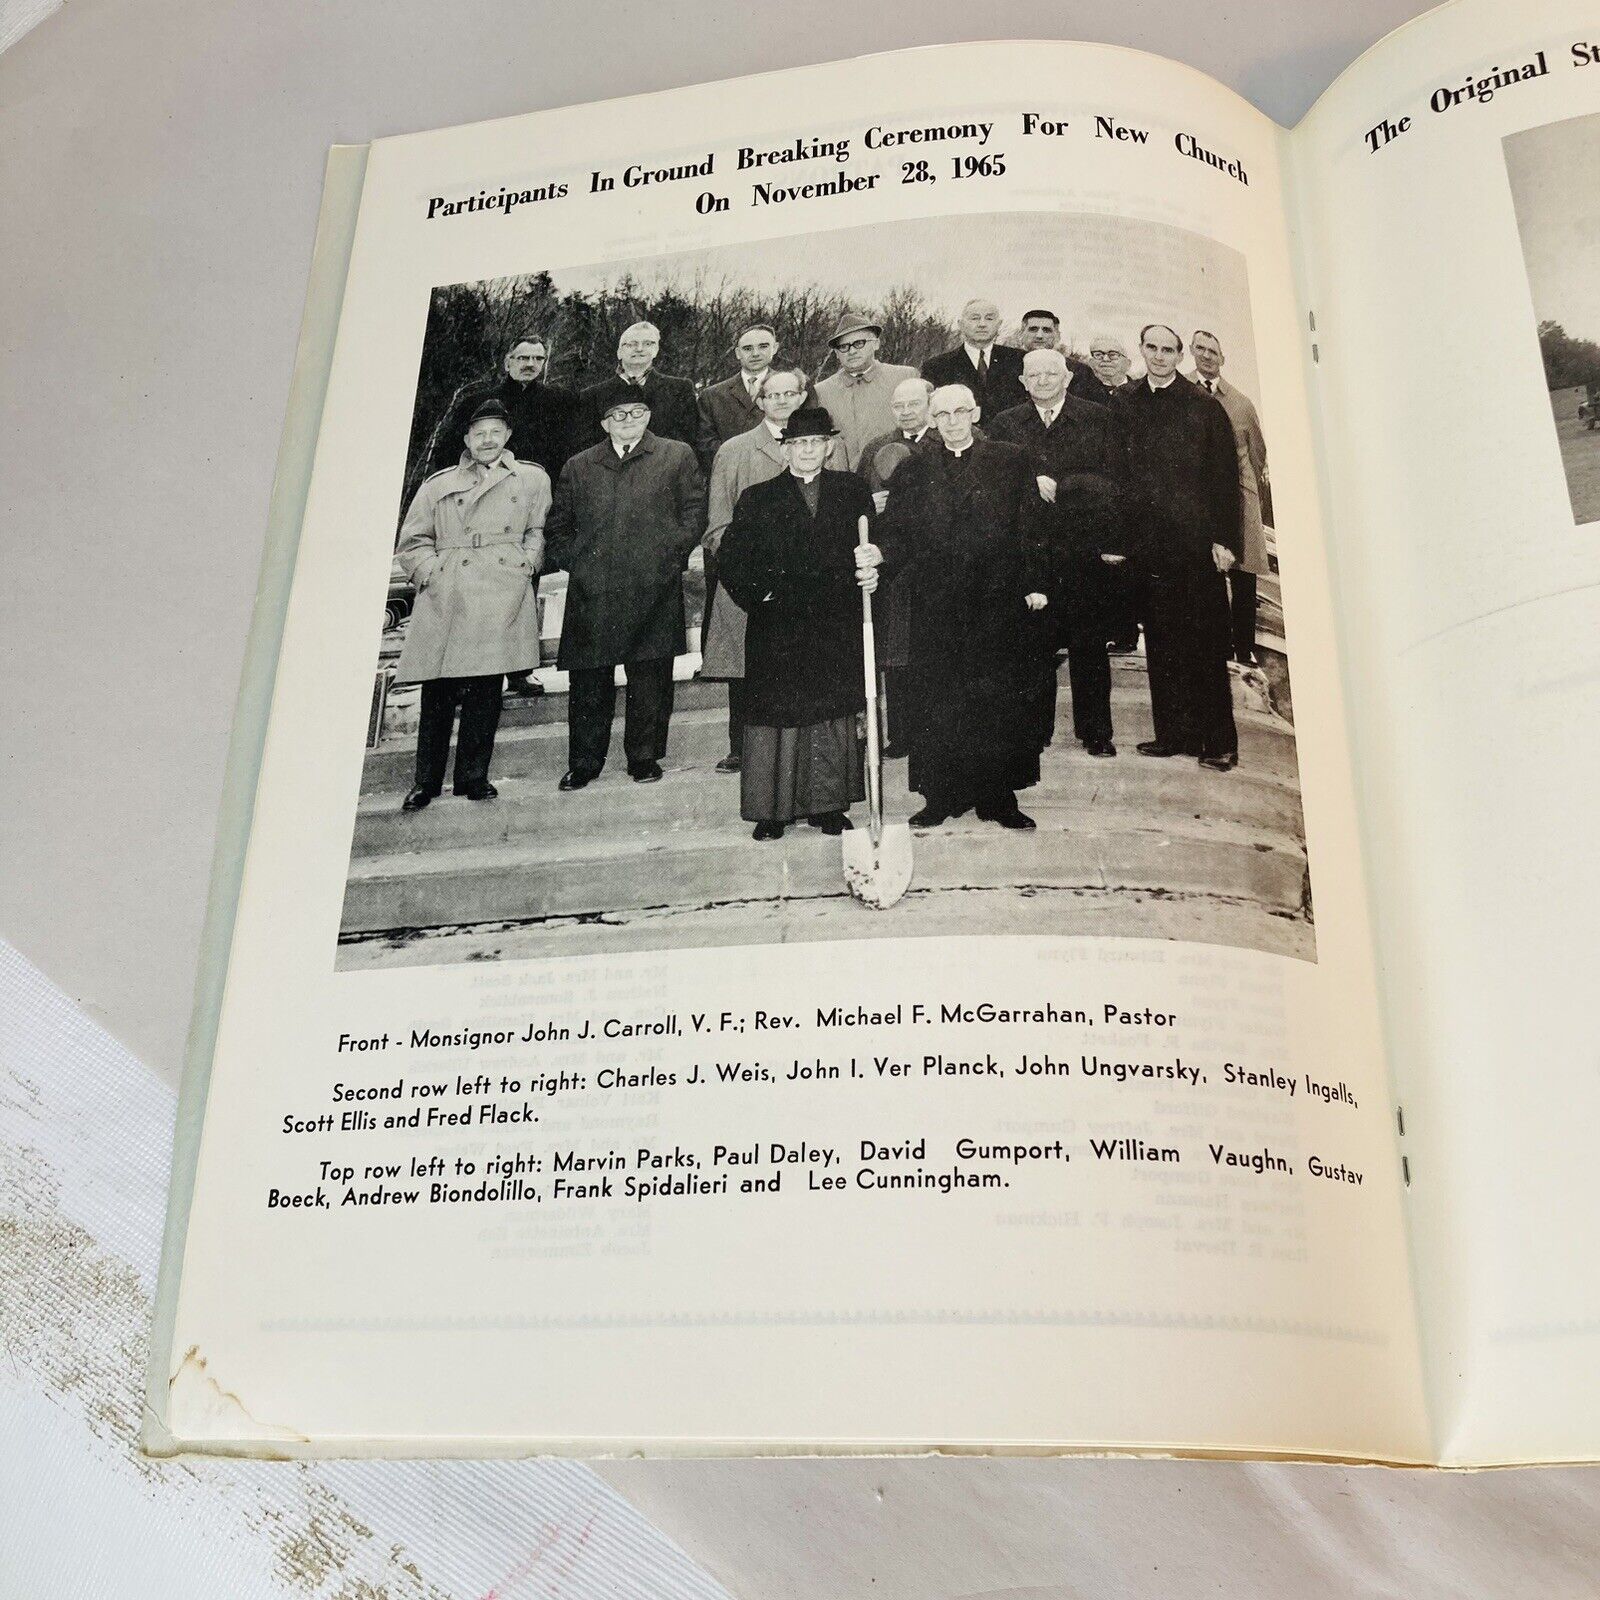 Participants In Ground Breaking Ceremony For New Church
On November 28, 1965
Front - Monsignor John J. Carroll, V. F.; Rev. Michael F. McGarrahan, Pastor
Second row left to right: Charles J. Weis, John I. Ver Planck, John Ungvarsky, Stanley Ingalls,
Scott Ellis and Fred Flack.
Top row left to right: Marvin Parks, Paul Daley, David Gumport, William Vaughn, Gustav
Boeck, Andrew Biondolillo, Frank Spidalieri and Lee Cunningham.
The Original St